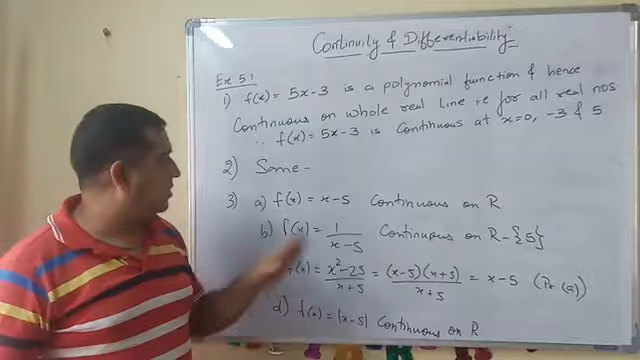 Continuity & Differentiability
Ex 5.1
1) f(x) = 5x-3 is a polynomial function & hence
Continuous on whole real line i.e for all real nos.
∴ f(x) = 5x-3 is Continuous at x=0, -3 & 5
2) Same -
3) a) f(x) = x-5 Continuous on R
b) f(x) = 1/(x-5) Continuous on R-{5}
f(x) = (x²-25)/(x+5) = (x-5)(x+5)/(x+5) = x-5 (Pt (a))
d) f(x) = |x-5| Continuous on R